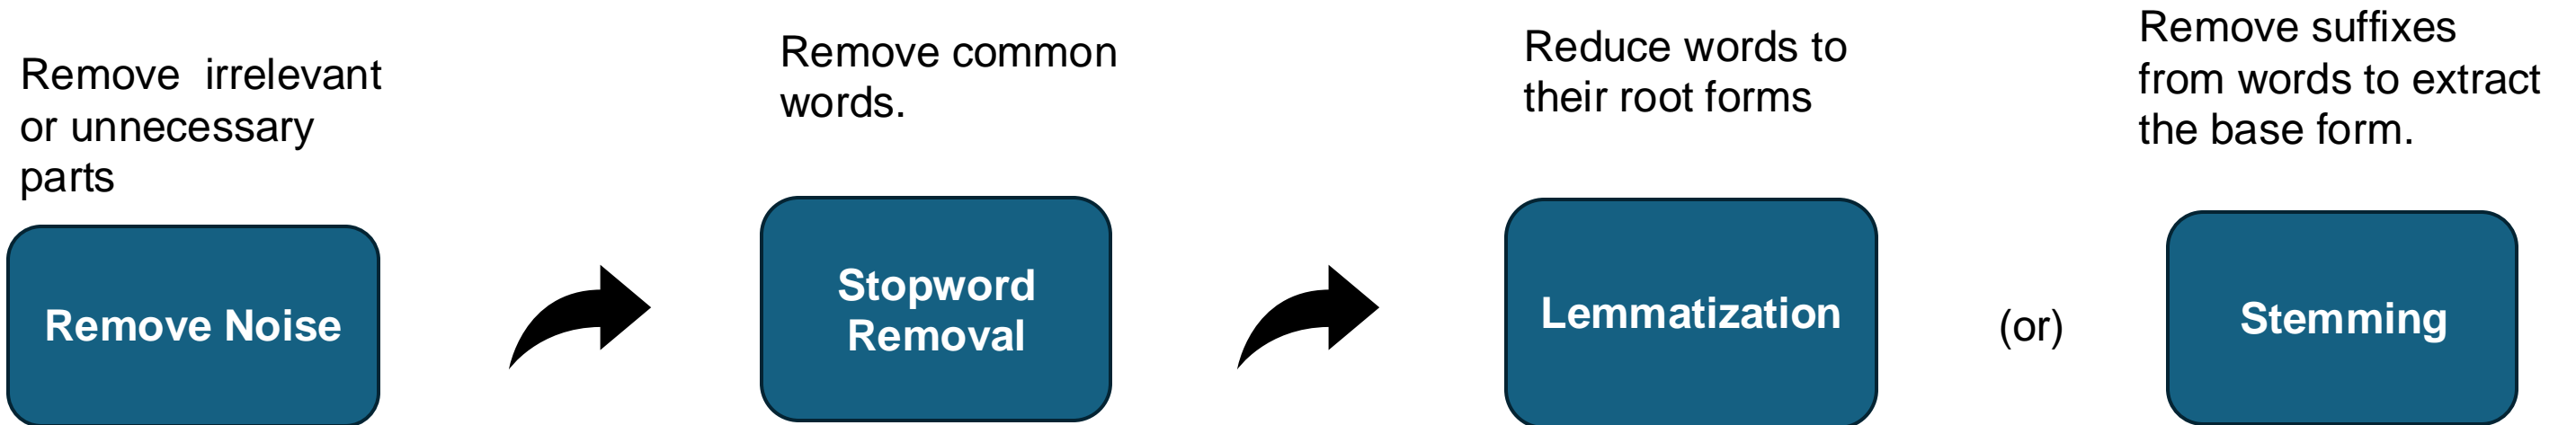 Remove irrelevant
or unnecessary
parts
Remove Noise
Remove common
words.
Stopword
Removal
Reduce words to
their root forms
Lemmatization
(or)
Remove suffixes
from words to extract
the base form.
Stemming